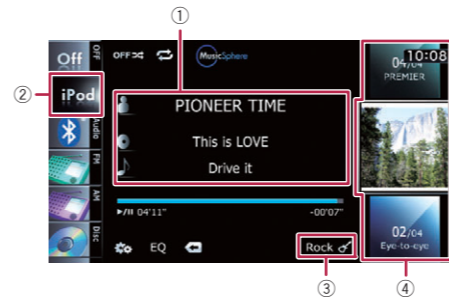 ①
②
Off
OFF
OFF
MusicSphere
10:08
04/04
PREMIER
iPod
PIONEER TIME
Audio
This is LOVE
FM
Drive it
AM
►/II 04'11"
-00'07"
Disc
EQ
Rock
02/04
Eye-to-eye
③
④